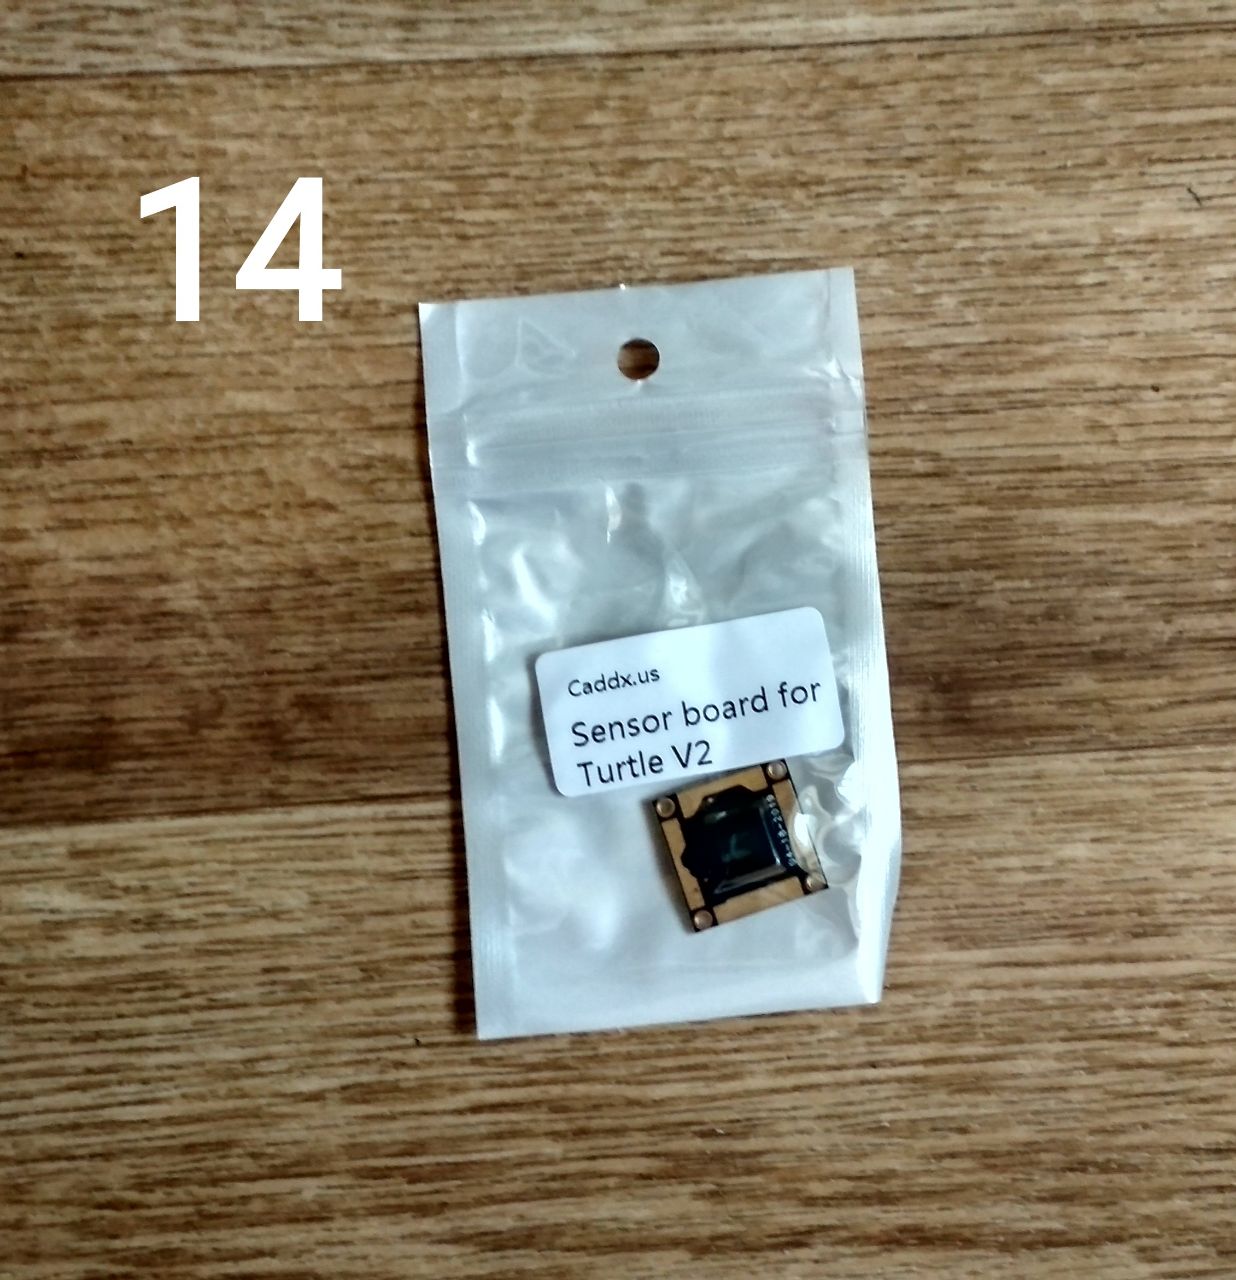 14
Caddx.us
Sensor board for
Turtle V2